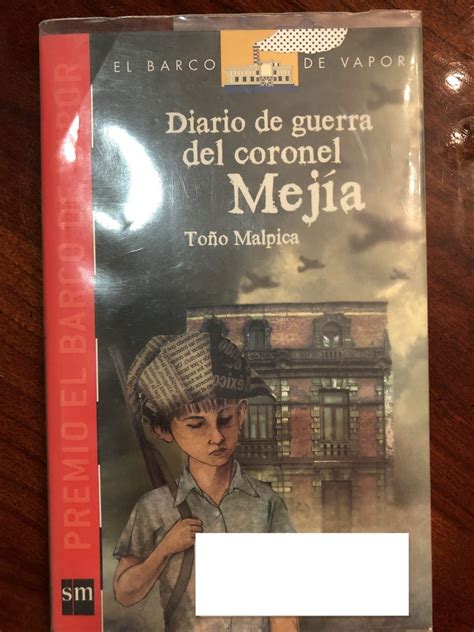 EL BARCO DE VAPOR
Diario de guerra
del coronel
Mejía
Toño Malpica
PREMIO EL BARCO DE VAPOR
sm